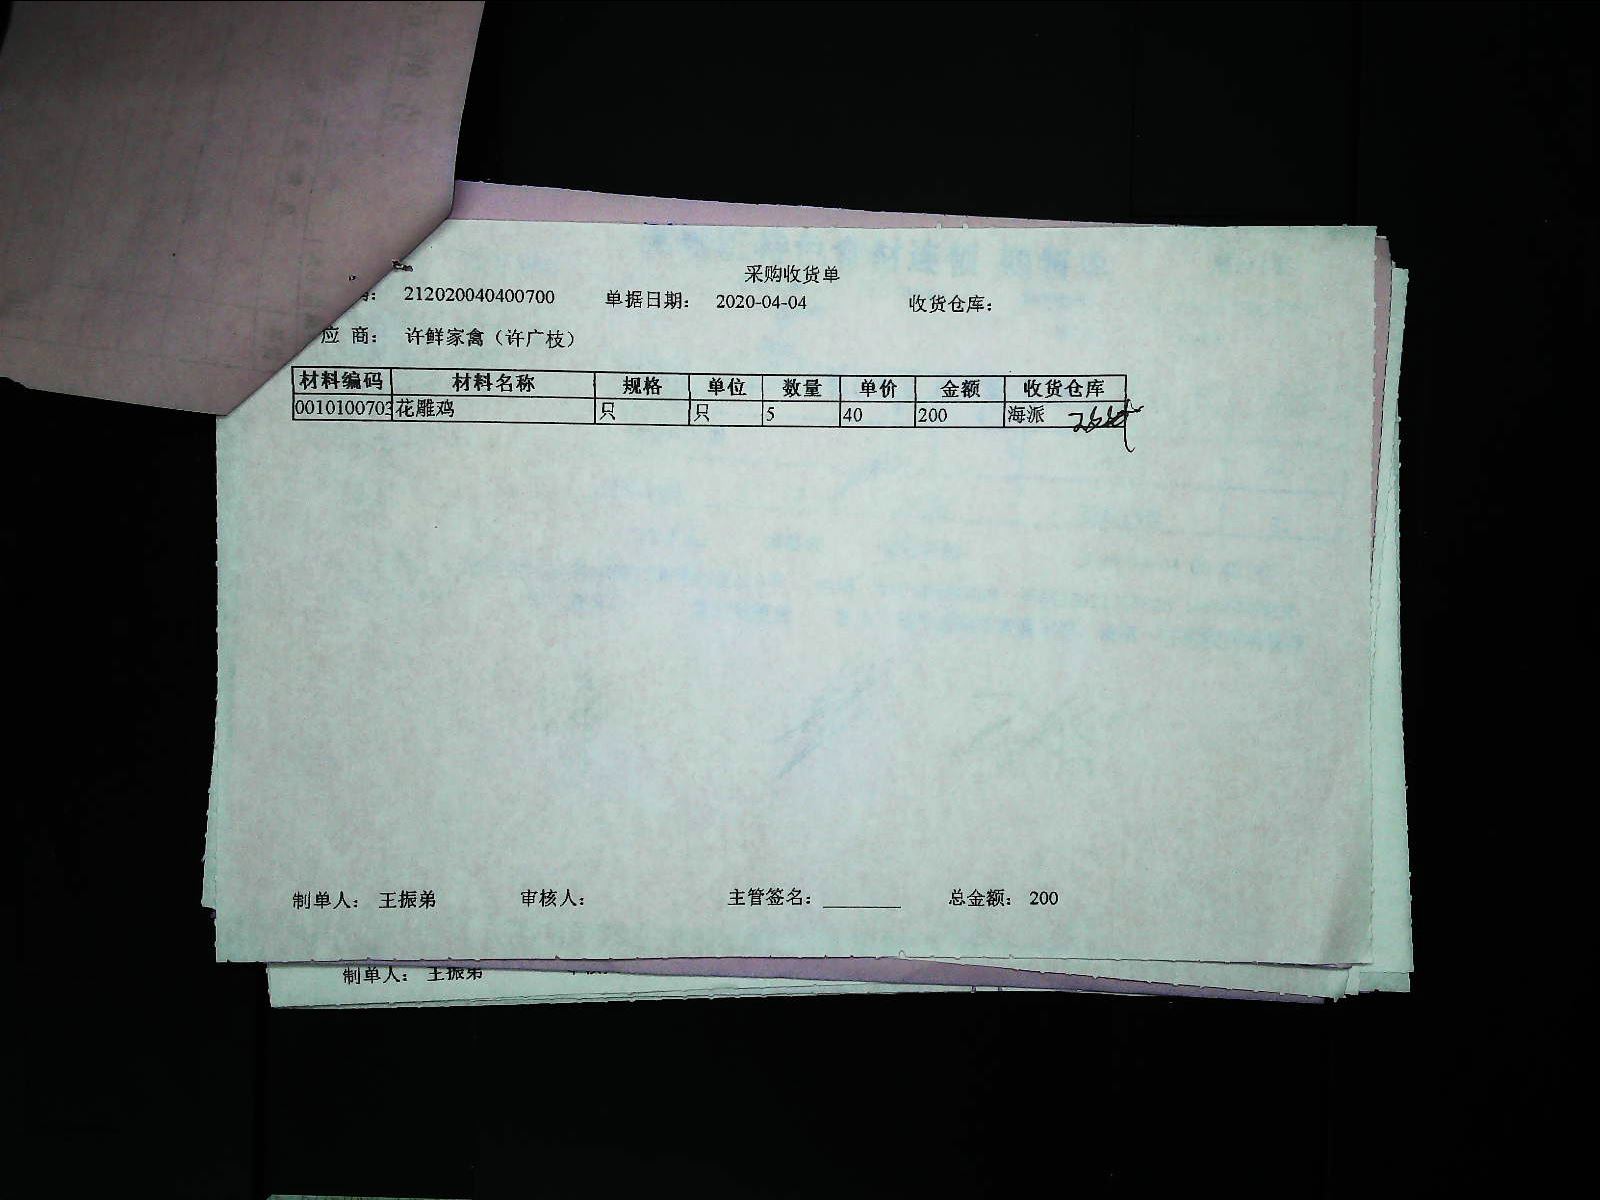 采购收货单
212020040400700 单据日期： 2020-04-04 收货仓库：
应 商： 许鲜家禽（许广枝）
材料编码 材料名称 规格 单位 数量 单价 金额 收货仓库
0010100703 花雕鸡 只 只 5 40 200 海派
制单人： 王振弟 审核人： 主管签名： 总金额： 200
制单人： 王振弟